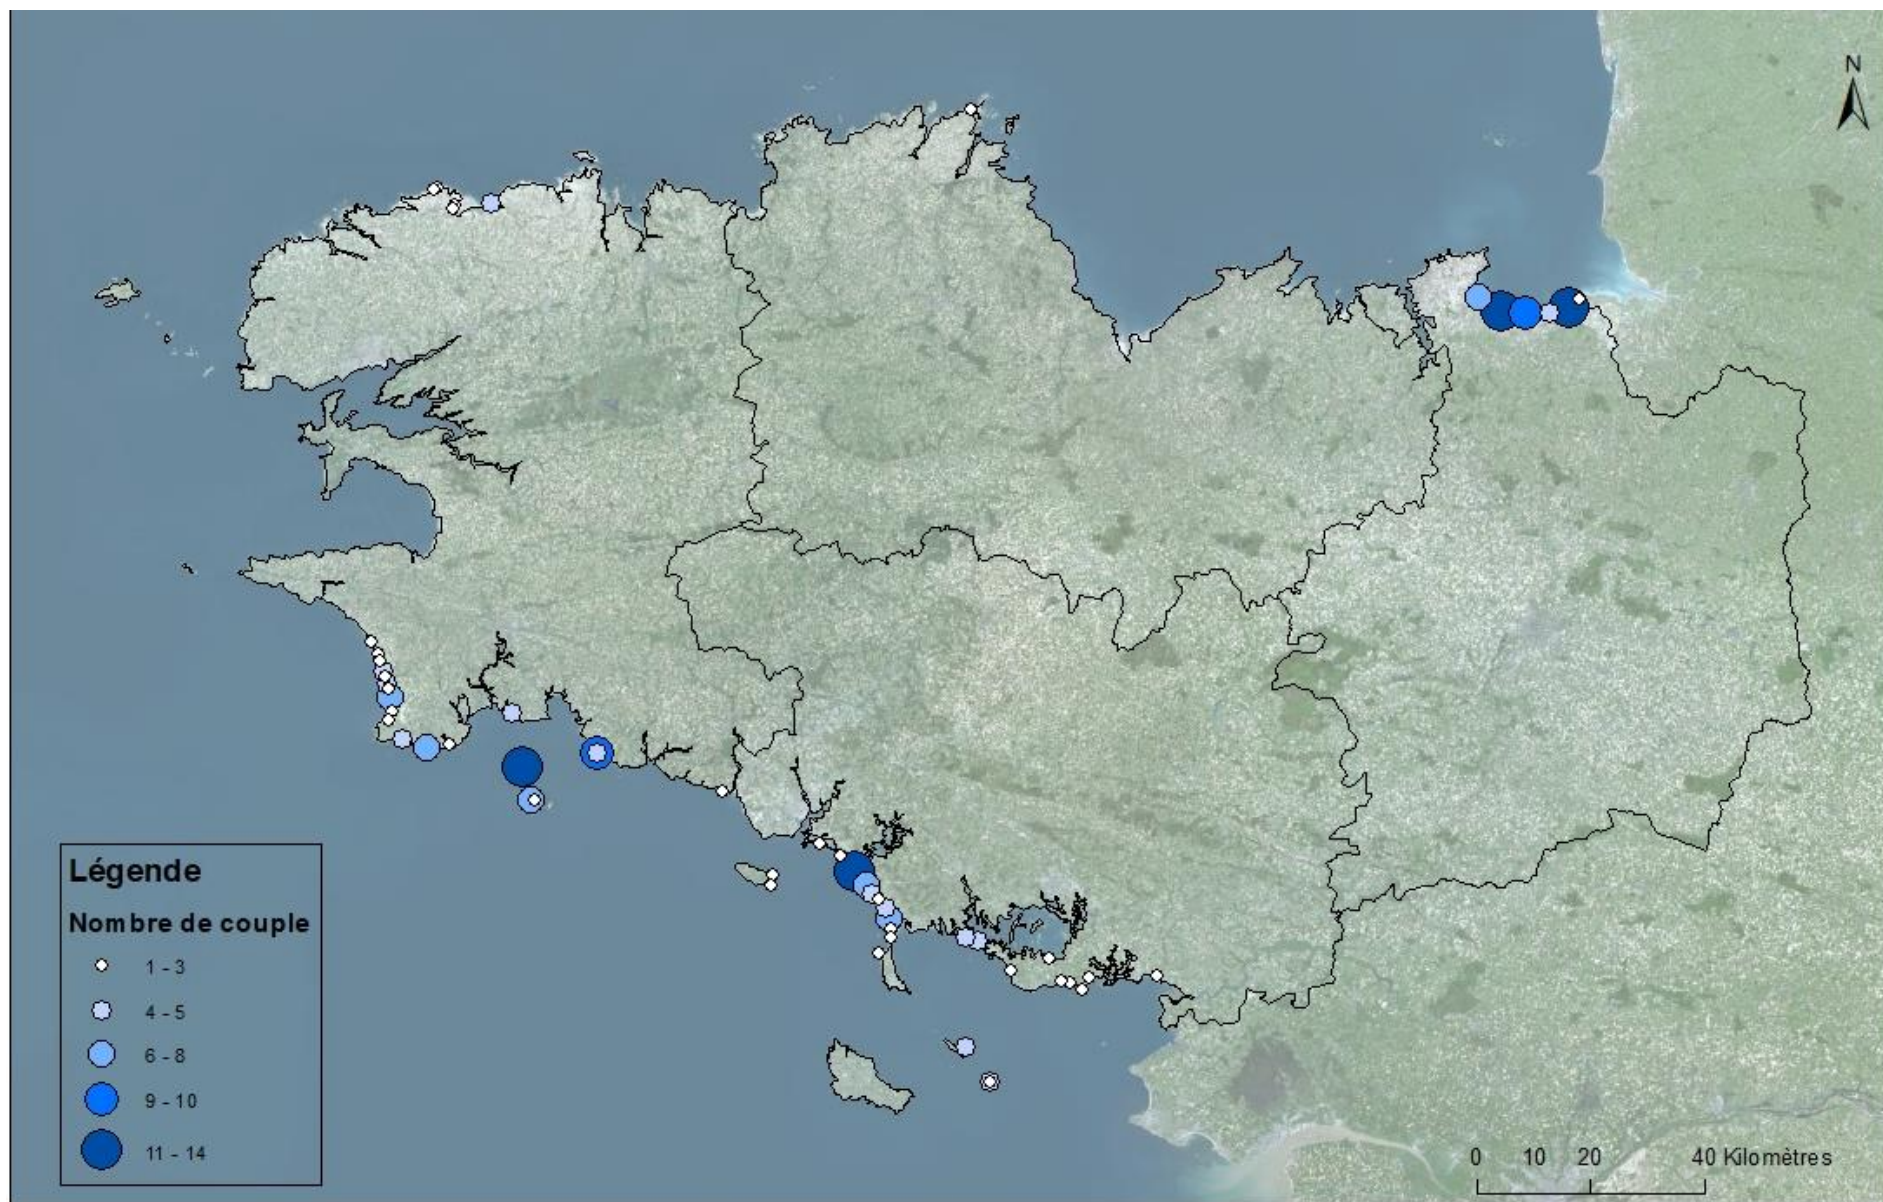 N
Légende
Nombre de couple
1 - 3
4 - 5
6 - 8
9 - 10
11 - 14
0 10 20 40 Kilomètres